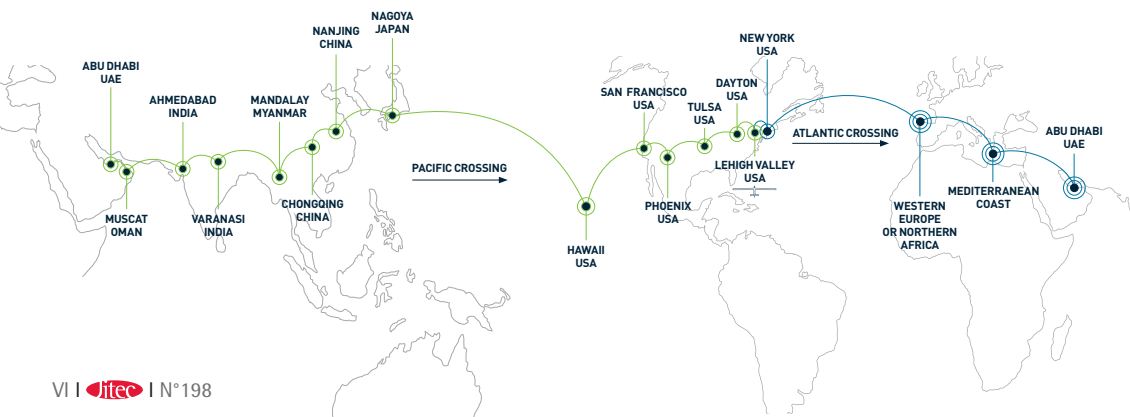 NAGOYA
JAPAN
NANJING
CHINA
NEW YORK
USA
ABU DHABI
UAE
AHMEDABAD
INDIA
MANDALAY
MYANMAR
SAN FRANCISCO
USA
TULSA
USA
DAYTON
USA
ATLANTIC CROSSING
ABU DHABI
UAE
PACIFIC CROSSING
LEHIGH VALLEY
USA
MUSCAT
OMAN
VARANASI
INDIA
CHONGQING
CHINA
PHOENIX
USA
HAWAII
USA
WESTERN
EUROPE
OR NORTHERN
AFRICA
MEDITERRANEAN
COAST
VI I Jitec I N°198